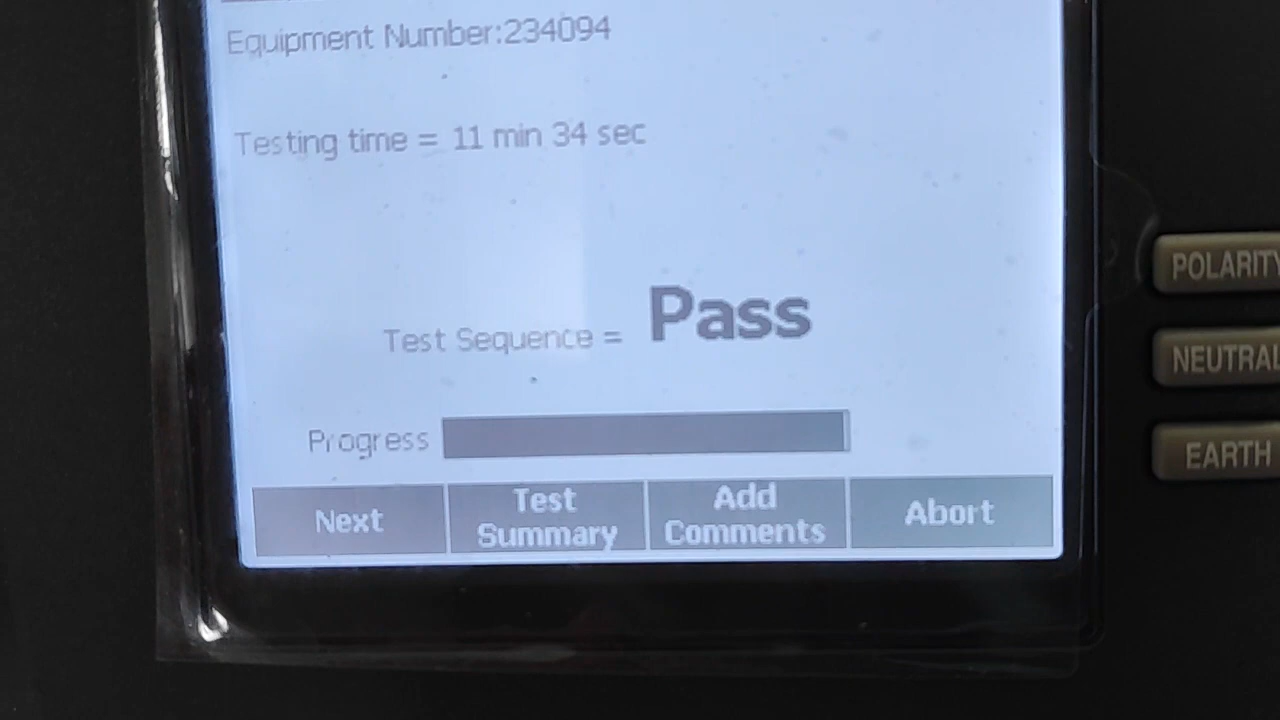 Equipment Number:234094
Testing time = 11 min 34 sec
Test Sequence = Pass
Progress
Next
Test Summary
Add Comments
Abort
POLARITY
NEUTRAL
EARTH